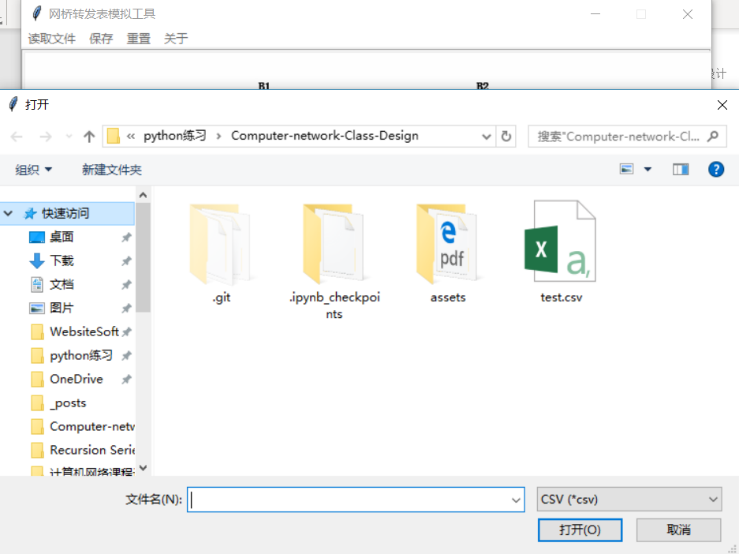 网桥转发表模拟工具
读取文件 保存 重置 关于
B1 B2
打开
« python练习 › Computer-network-Class-Design
搜索"Computer-network-Cl...
组织 新建文件夹
快速访问
桌面
下载
文档
图片
WebsiteSoft
python练习
OneDrive
_posts
Computer-netw
Recursion Serie
计算机网络课程
.git
.ipynb_checkpoi
nts
pdf
assets
X a,
test.csv
文件名(N):
CSV (*csv)
打开(O) 取消